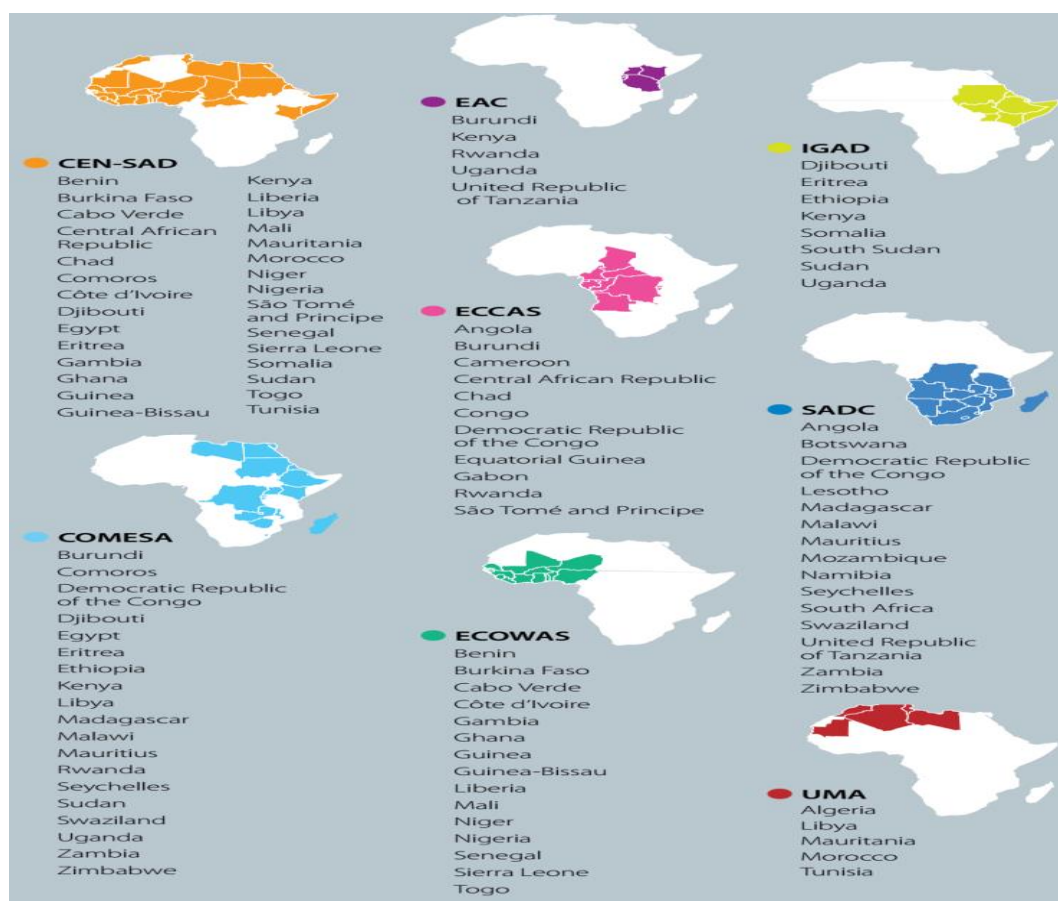 CEN-SAD
Benin
Burkina Faso
Cabo Verde
Central African
Republic
Chad
Comoros
Côte d’Ivoire
Djibouti
Egypt
Eritrea
Gambia
Ghana
Guinea
Guinea-Bissau
Kenya
Liberia
Libya
Mali
Mauritania
Morocco
Niger
Nigeria
São Tomé
and Principe
Senegal
Sierra Leone
Somalia
Sudan
Togo
Tunisia
COMESA
Burundi
Comoros
Democratic Republic
of the Congo
Djibouti
Egypt
Eritrea
Ethiopia
Kenya
Libya
Madagascar
Malawi
Mauritius
Rwanda
Seychelles
Sudan
Swaziland
Uganda
Zambia
Zimbabwe
EAC
Burundi
Kenya
Rwanda
Uganda
United Republic
of Tanzania
ECCAS
Angola
Burundi
Cameroon
Central African Republic
Chad
Congo
Democratic Republic
of the Congo
Equatorial Guinea
Gabon
Rwanda
São Tomé and Principe
ECOWAS
Benin
Burkina Faso
Cabo Verde
Côte d’Ivoire
Gambia
Ghana
Guinea
Guinea-Bissau
Liberia
Mali
Niger
Nigeria
Senegal
Sierra Leone
Togo
IGAD
Djibouti
Eritrea
Ethiopia
Kenya
Somalia
South Sudan
Sudan
Uganda
SADC
Angola
Botswana
Democratic Republic
of the Congo
Lesotho
Madagascar
Malawi
Mauritius
Mozambique
Namibia
Seychelles
South Africa
Swaziland
United Republic
of Tanzania
Zambia
Zimbabwe
UMA
Algeria
Libya
Mauritania
Morocco
Tunisia